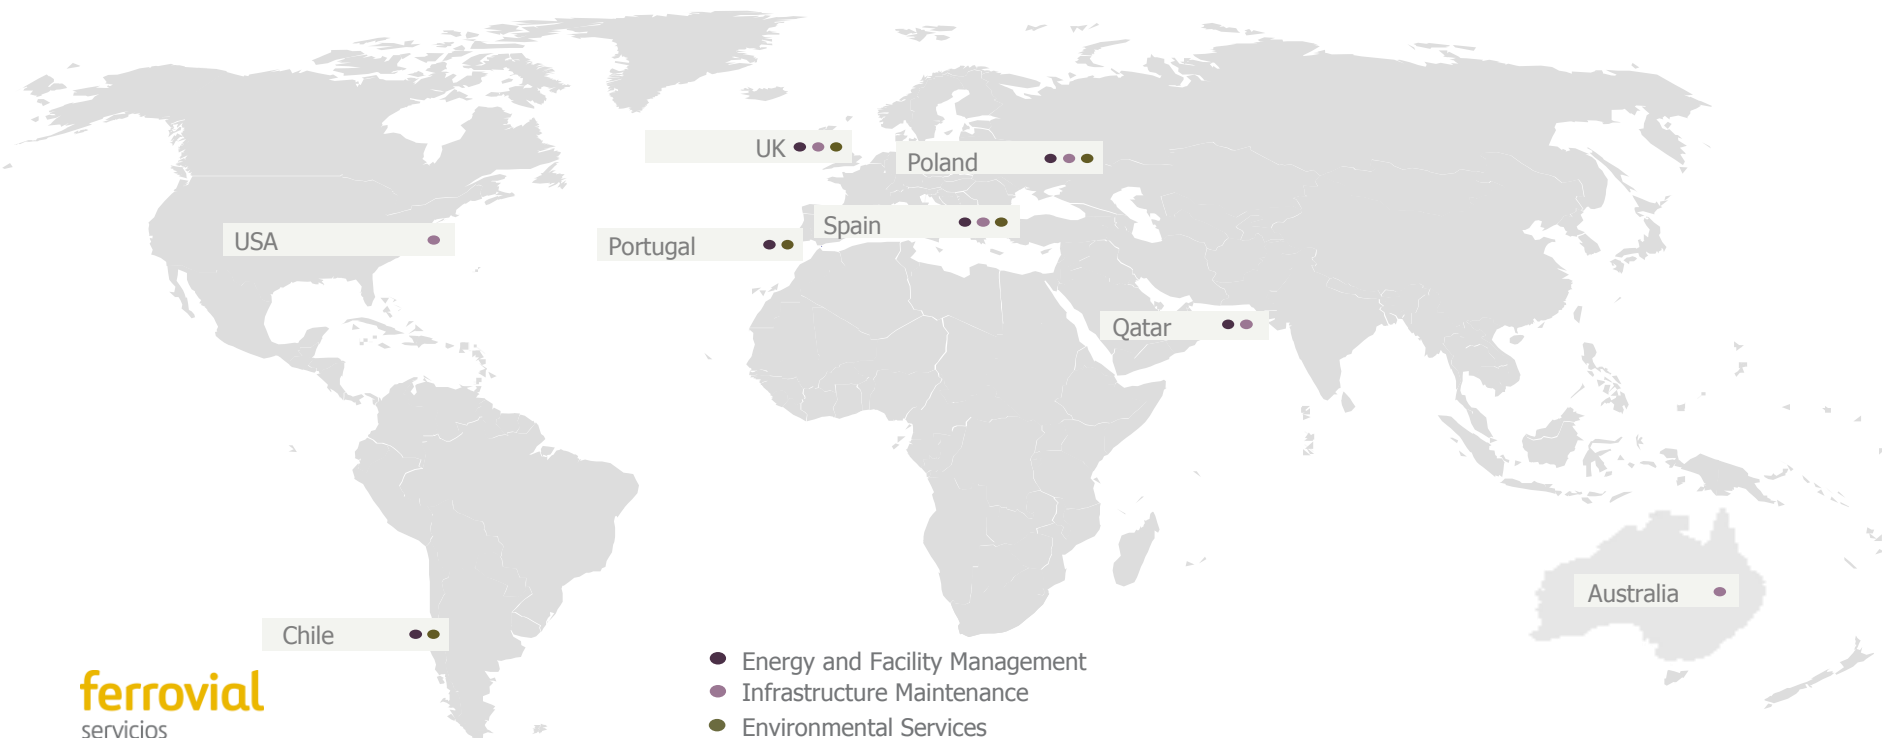 UK
Poland
Spain
USA
Portugal
Qatar
Australia
Chile
Energy and Facility Management
Infrastructure Maintenance
Environmental Services
ferrovial
servicios